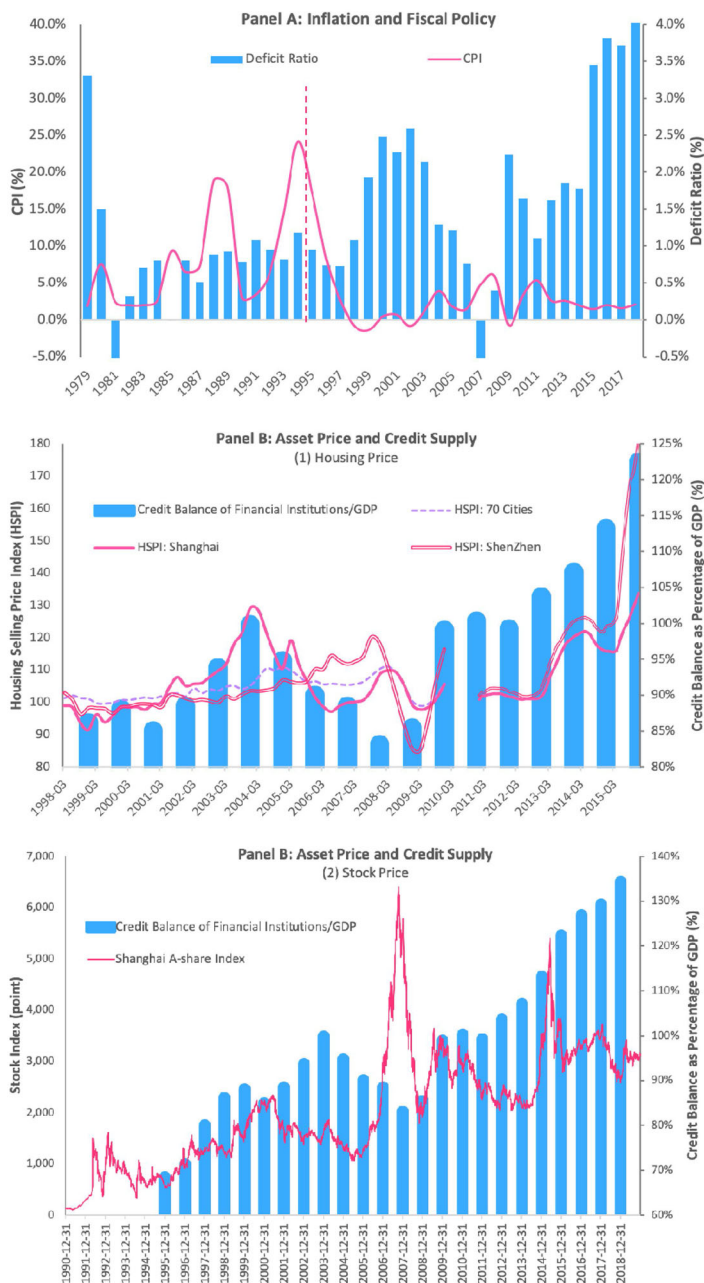 Panel A: Inflation and Fiscal Policy
40.0% 4.0%
Deficit Ratio CPI
35.0% 3.5%
30.0% 3.0%
25.0% 2.5%
20.0% 2.0%
15.0% 1.5%
10.0% 1.0%
5.0% 0.5%
0.0% 0.0%
-5.0% -0.5%
CPI (%)
Deficit Ratio (%)
1979 1981 1983 1985 1987 1989 1991 1993 1995 1997 1999 2001 2003 2005 2007 2009 2011 2013 2015 2017
Panel B: Asset Price and Credit Supply
(1) Housing Price
180 125%
170 120%
160 115%
150 110%
140 105%
130 100%
120 95%
110 90%
100 85%
90 80%
80
Credit Balance of Financial Institutions/GDP HSPI: 70 Cities
HSPI: Shanghai HSPI: ShenZhen
Housing Selling Price Index (HSPI)
Credit Balance as Percentage of GDP (%)
1998-03 1999-03 2000-03 2001-03 2002-03 2003-03 2004-03 2005-03 2006-03 2007-03 2008-03 2009-03 2010-03 2011-03 2012-03 2013-03 2014-03 2015-03
Panel B: Asset Price and Credit Supply
(2) Stock Price
7,000 140%
6,000 130%
5,000 120%
4,000 110%
3,000 100%
2,000 90%
1,000 80%
0 70%
60%
Credit Balance of Financial Institutions/GDP
Shanghai A-share Index
Stock Index (point)
Credit Balance as Percentage of GDP (%)
1990-12-31 1991-12-31 1992-12-31 1993-12-31 1994-12-31 1995-12-31 1996-12-31 1997-12-31 1998-12-31 1999-12-31 2000-12-31 2001-12-31 2002-12-31 2003-12-31 2004-12-31 2005-12-31 2006-12-31 2007-12-31 2008-12-31 2009-12-31 2010-12-31 2011-12-31 2012-12-31 2013-12-31 2014-12-31 2015-12-31 2016-12-31 2017-12-31 2018-12-31